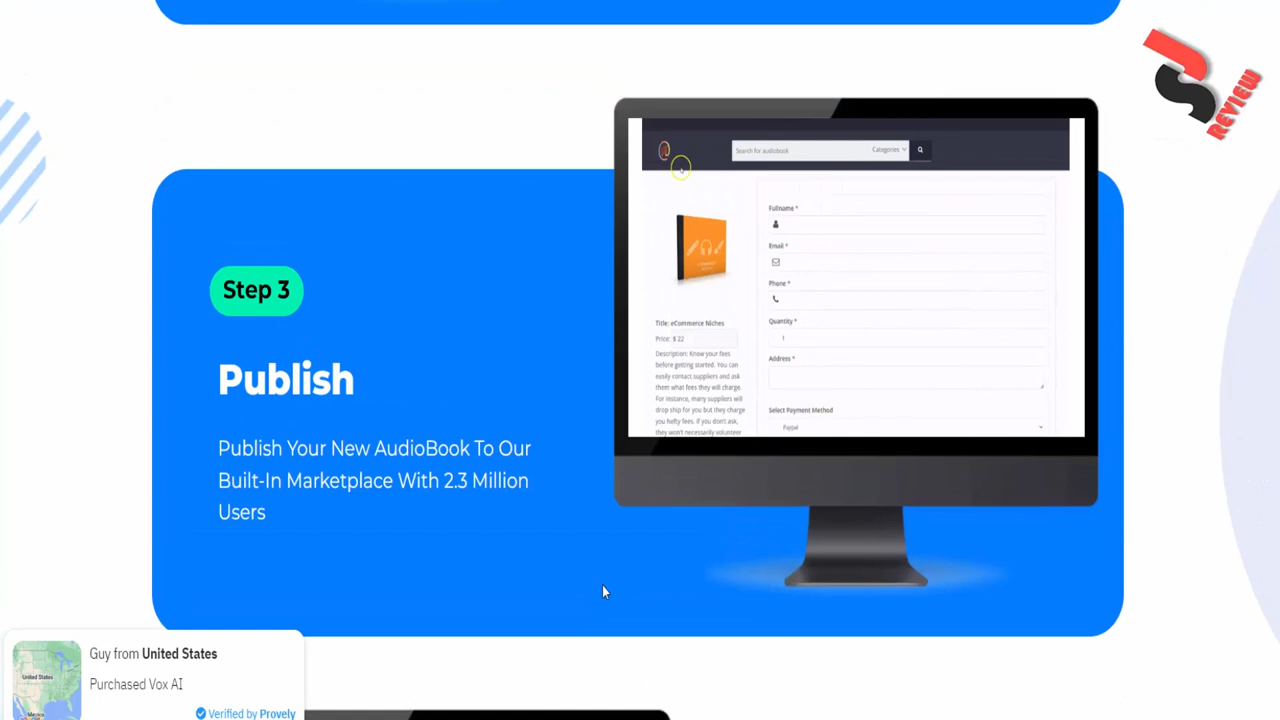 REVIEW
Search for audiobook
Categories
Fullname *
Email *
Phone *
Title: eCommerce Niches
Quantity *
Price: $ 22
1
Description: Know your fees
before getting started. You can
easily contact suppliers and ask
them what fees they will charge.
For instance, many suppliers will
drop ship for you but they charge
you hefty fees. If you don't ask,
they won't necessarily volunteer
Address *
Select Payment Method
Paypal
Step 3
Publish
Publish Your New AudioBook To Our
Built-In Marketplace With 2.3 Million
Users
Guy from United States
Purchased Vox AI
Verified by Provely
United States
Mexico